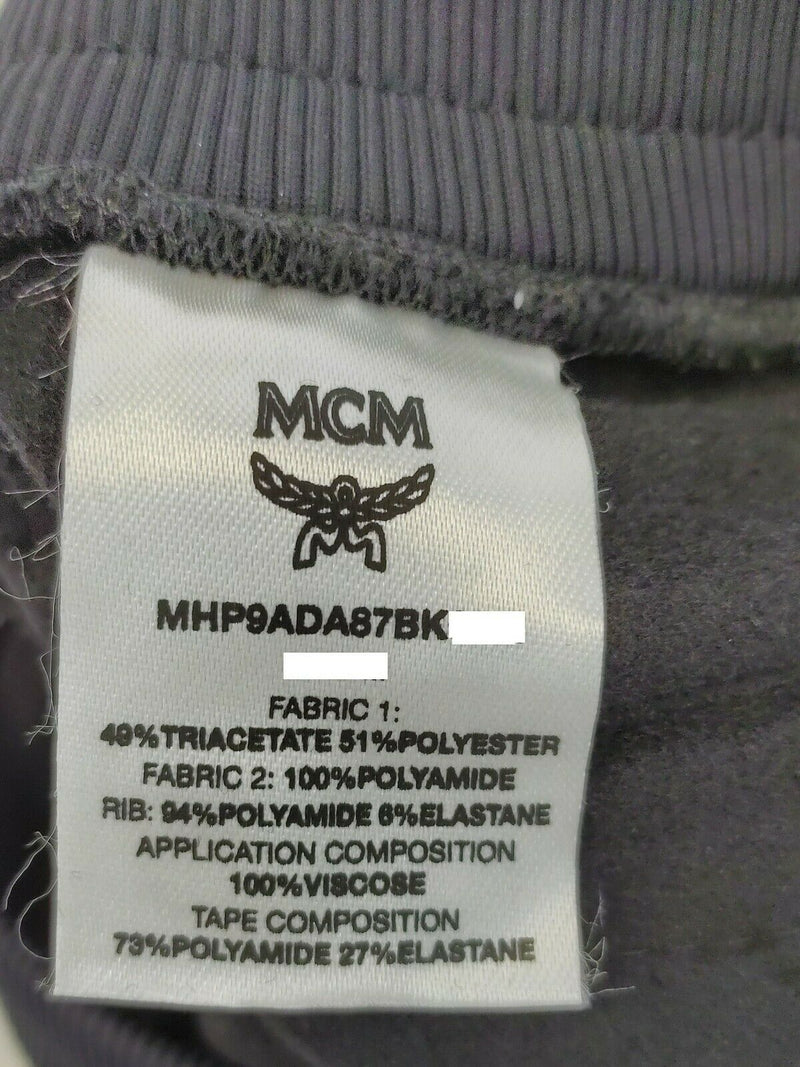 MCM
MHP9ADA87BK
FABRIC 1:
49%TRIACETATE 51%POLYESTER
FABRIC 2: 100%POLYAMIDE
RIB: 94%POLYAMIDE 6%ELASTANE
APPLICATION COMPOSITION
100%VISCOSE
TAPE COMPOSITION
73%POLYAMIDE 27%ELASTANE